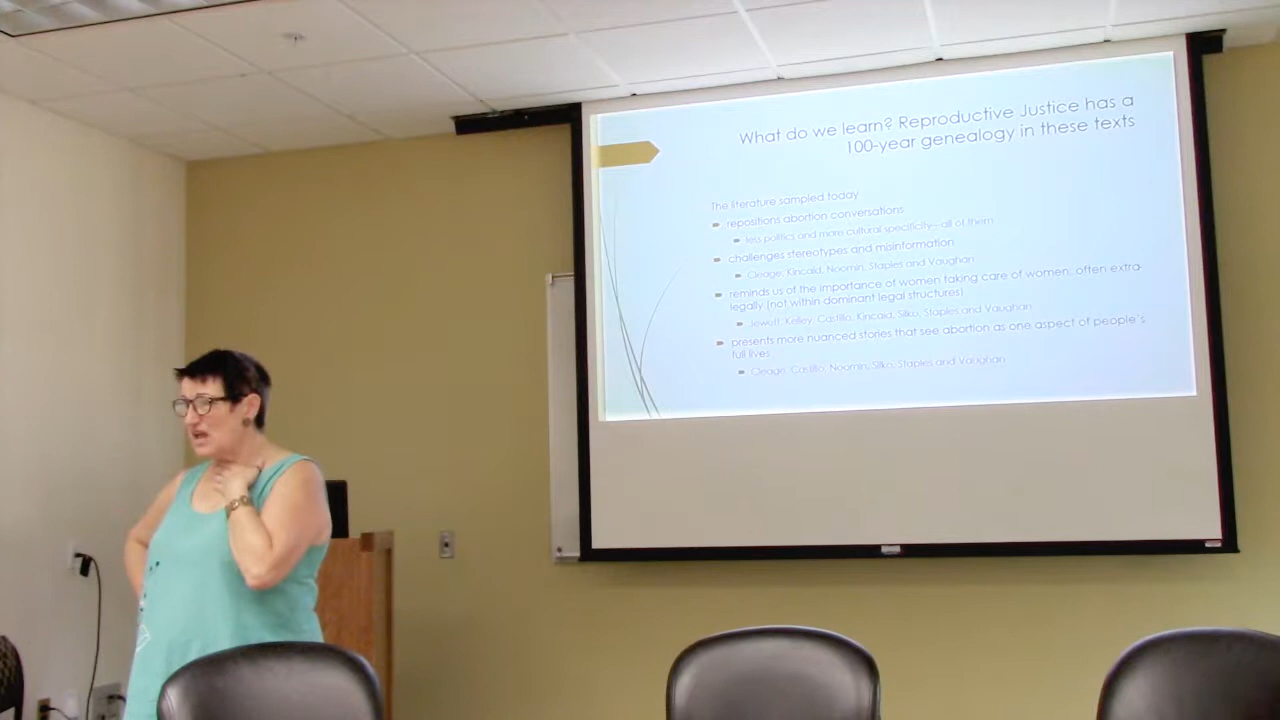 What do we learn? Reproductive Justice has a
100-year genealogy in these texts
The literature sampled today
repositions abortion conversations
less politics and more cultural specificity—all of them
challenges stereotypes and misinformation
Cleage, Kincaid, Noomin, Staples and Vaughan
reminds us of the importance of women taking care of women: often extra-
legally (not within dominant legal structures)
Jewett, Kelley, Castillo, Kincaid, Silko, Staples and Vaughan
presents more nuanced stories that see abortion as one aspect of people's
full lives
Cleage, Castillo, Noomin, Silko, Staples and Vaughan